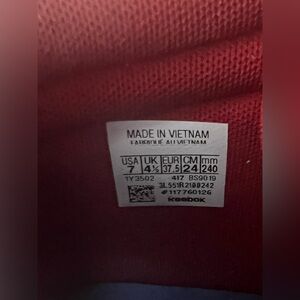 MADE IN VIETNAM
FABRIQUE AU VIETNAM
USA UK EUR CM mm
7 4½ 37.5 24 240
1Y3502 417 BS9019
3L551R2100242
#117760126
Reebok